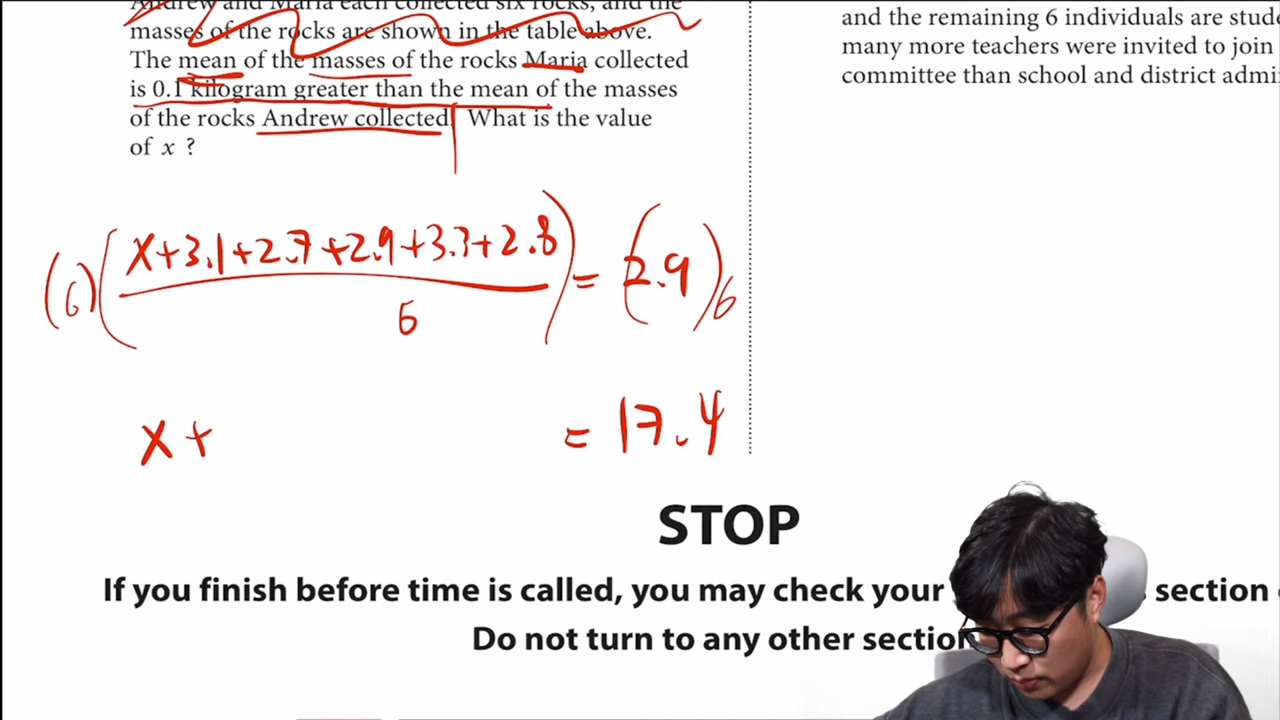 Andrew and Maria each collected six rocks, and the
masses of the rocks are shown in the table above.
The mean of the masses of the rocks Maria collected
is 0.1 kilogram greater than the mean of the masses
of the rocks Andrew collected. What is the value
of x ?
(6)(x+3.1+2.7+2.9+3.3+2.8 / 6) = (2.9)6
x+ = 17.4
and the remaining 6 individuals are stud
many more teachers were invited to join
committee than school and district admi
STOP
If you finish before time is called, you may check your section
Do not turn to any other section